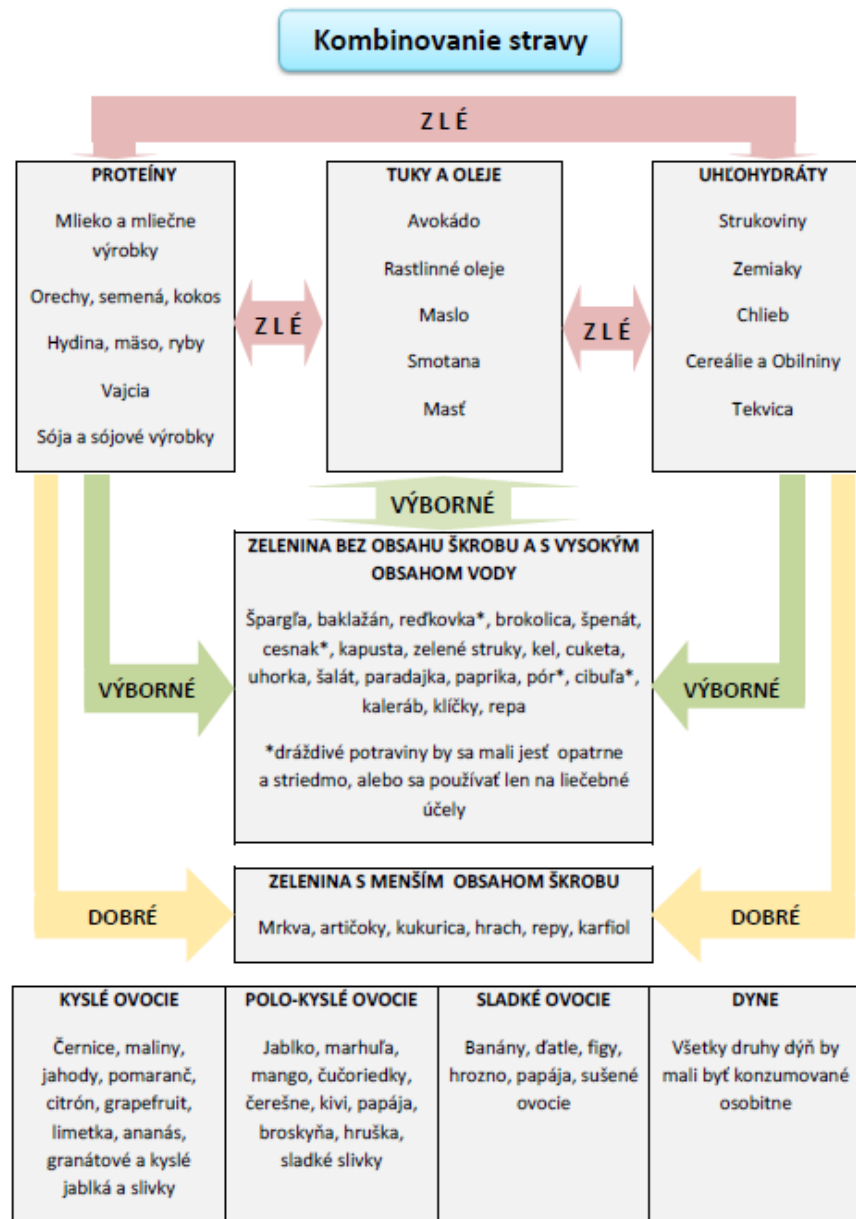 Kombinovanie stravy
Z L É
PROTEÍNY
Mlieko a mliečne
výrobky
Orechy, semená, kokos
Hydina, mäso, ryby
Vajcia
Sója a sójové výrobky
Z L É
TUKY A OLEJE
Avokádo
Rastlinné oleje
Maslo
Smotana
Masť
Z L É
UHĽOHYDRÁTY
Strukoviny
Zemiaky
Chlieb
Cereálie a Obilniny
Tekvica
VÝBORNÉ
ZELENINA BEZ OBSAHU ŠKROBU A S VYSOKÝM
OBSAHOM VODY
Špargľa, baklažán, reďkovka*, brokolica, špenát,
cesnak*, kapusta, zelené struky, kel, cuketa,
uhorka, šalát, paradajka, paprika, pór*, cibuľa*,
kaleráb, klíčky, repa
*dráždivé potraviny by sa mali jesť opatrne
a striedmo, alebo sa používať len na liečebné
účely
VÝBORNÉ
VÝBORNÉ
ZELENINA S MENŠÍM OBSAHOM ŠKROBU
Mrkva, artičoky, kukurica, hrach, repy, karfiol
DOBRÉ
DOBRÉ
KYSLÉ OVOCIE
Černice, maliny,
jahody, pomaranč,
citrón, grapefruit,
limetka, ananás,
granátové a kyslé
jablká a slivky
POLO-KYSLÉ OVOCIE
Jablko, marhuľa,
mango, čučoriedky,
čerešne, kivi, papája,
broskyňa, hruška,
sladké slivky
SLADKÉ OVOCIE
Banány, ďatle, figy,
hrozno, papája, sušené
ovocie
DYNE
Všetky druhy dýň by
mali byť konzumované
osobitne